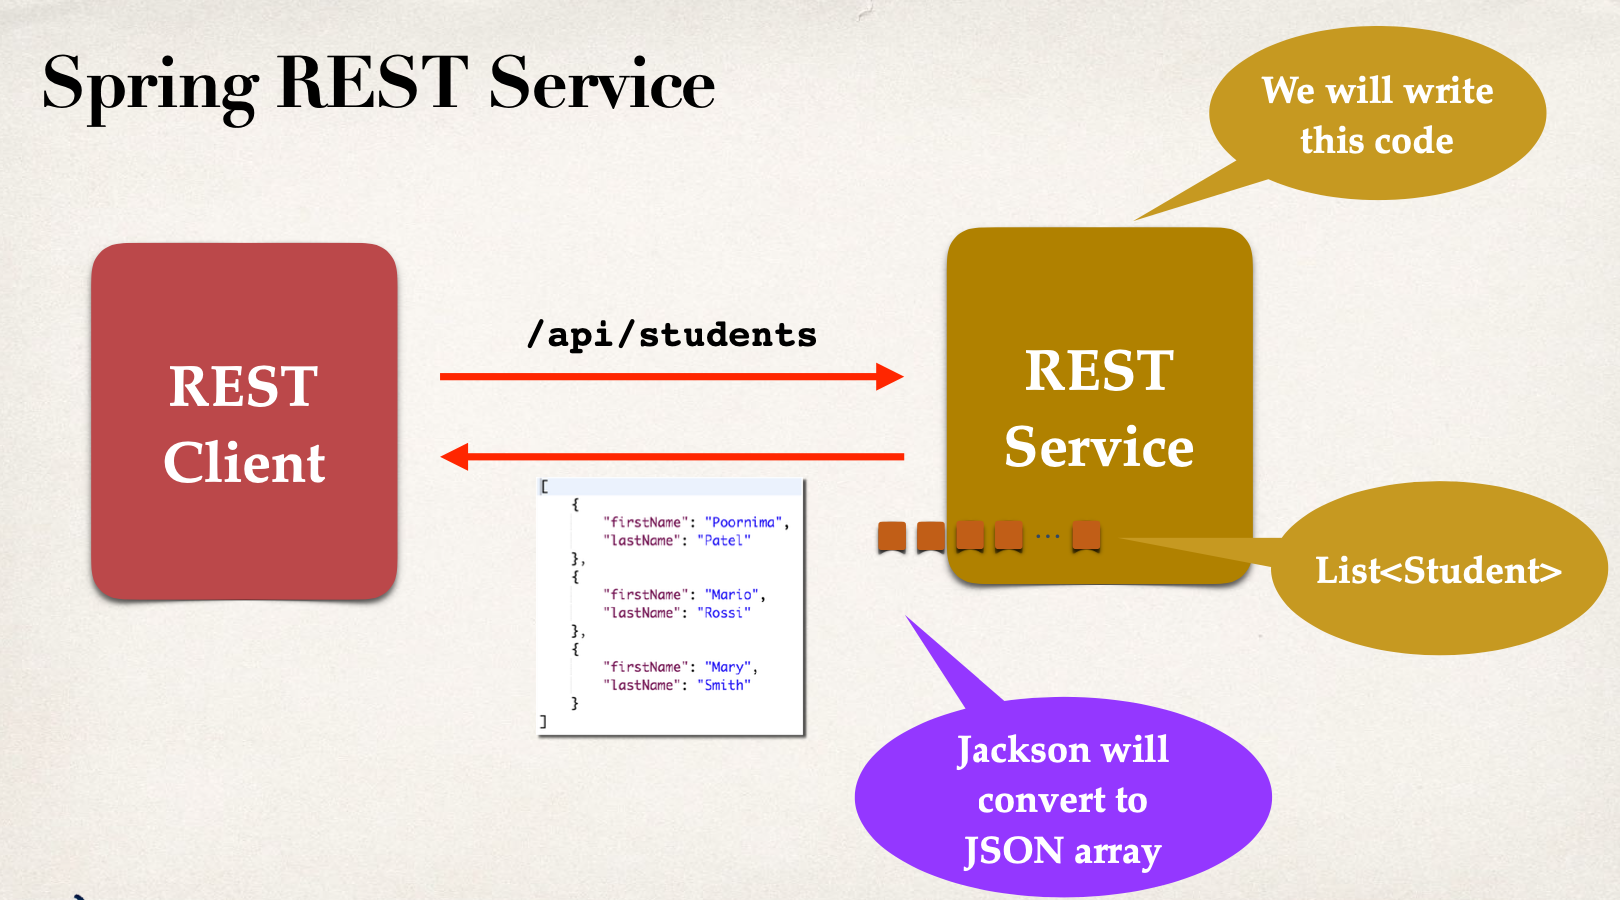 Spring REST Service
We will write
this code
REST
Client
/api/students
REST
Service
[
{
"firstName": "Poornima",
"lastName": "Patel"
},
{
"firstName": "Mario",
"lastName": "Rossi"
},
{
"firstName": "Mary",
"lastName": "Smith"
}
]
...
List<Student>
Jackson will
convert to
JSON array